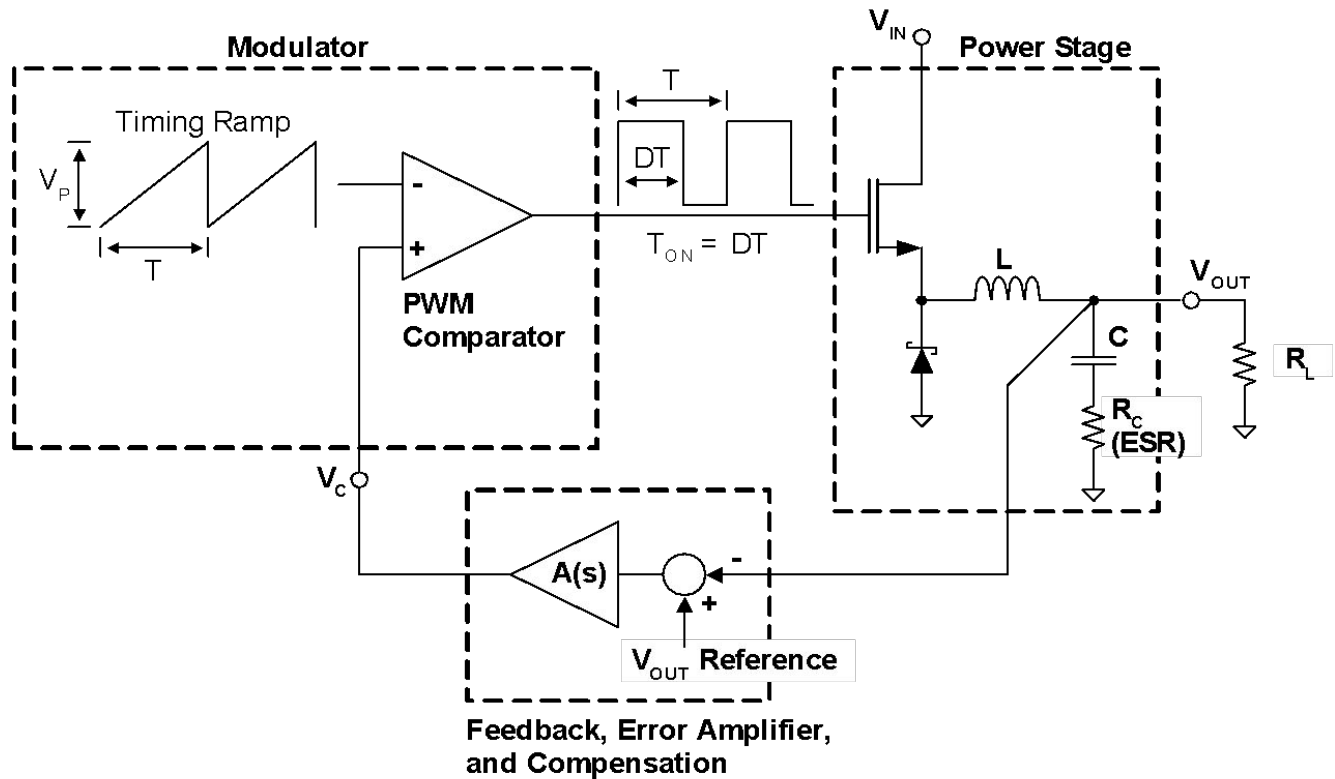 Modulator
V_IN
Power Stage
T
Timing Ramp
V_P
DT
-
+
T
T_ON = DT
PWM
Comparator
L
V_OUT
C
R_L
R_C
(ESR)
V_C
A(s)
-
+
V_OUT Reference
Feedback, Error Amplifier,
and Compensation